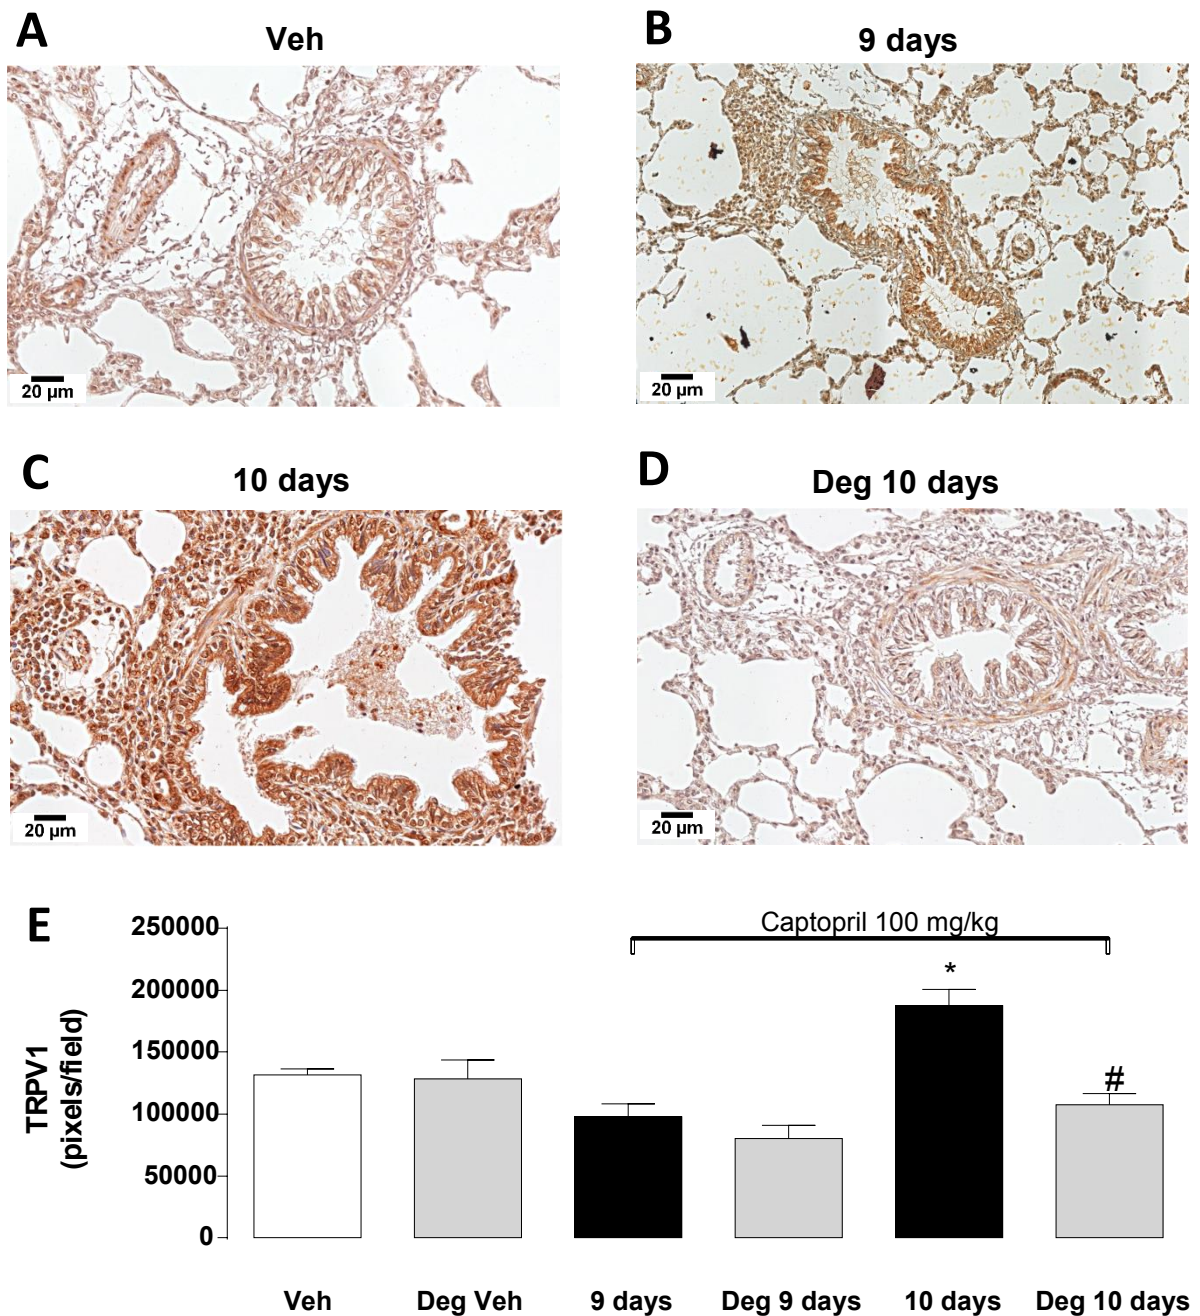 A
Veh
B
9 days
20 µm
20 µm
C
10 days
D
Deg 10 days
20 µm
20 µm
E
TRPV1
(pixels/field)
250000
200000
150000
100000
50000
0
Captopril 100 mg/kg
*
#
Veh
Deg Veh
9 days
Deg 9 days
10 days
Deg 10 days